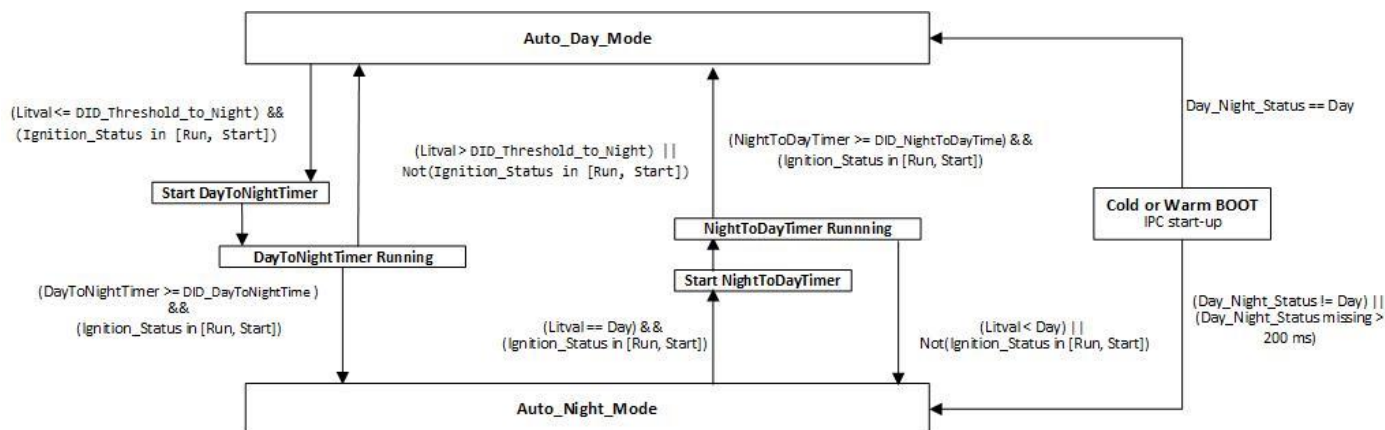 Auto_Day_Mode
(Litval <= DID_Threshold_to_Night) &&
(Ignition_Status in [Run, Start])
(Litval > DID_Threshold_to_Night) ||
Not(Ignition_Status in [Run, Start])
(NightToDayTimer >= DID_NightToDayTime) &&
(Ignition_Status in [Run, Start])
Day_Night_Status == Day
Start DayToNightTimer
DayToNightTimer Running
NightToDayTimer Runnning
Start NightToDayTimer
Cold or Warm BOOT
IPC start-up
(DayToNightTimer >= DID_DayToNightTime )
&&
(Ignition_Status in [Run, Start])
(Litval == Day) &&
(Ignition_Status in [Run, Start])
(Litval < Day) ||
Not(Ignition_Status in [Run, Start])
(Day_Night_Status != Day) ||
(Day_Night_Status missing >
200 ms)
Auto_Night_Mode